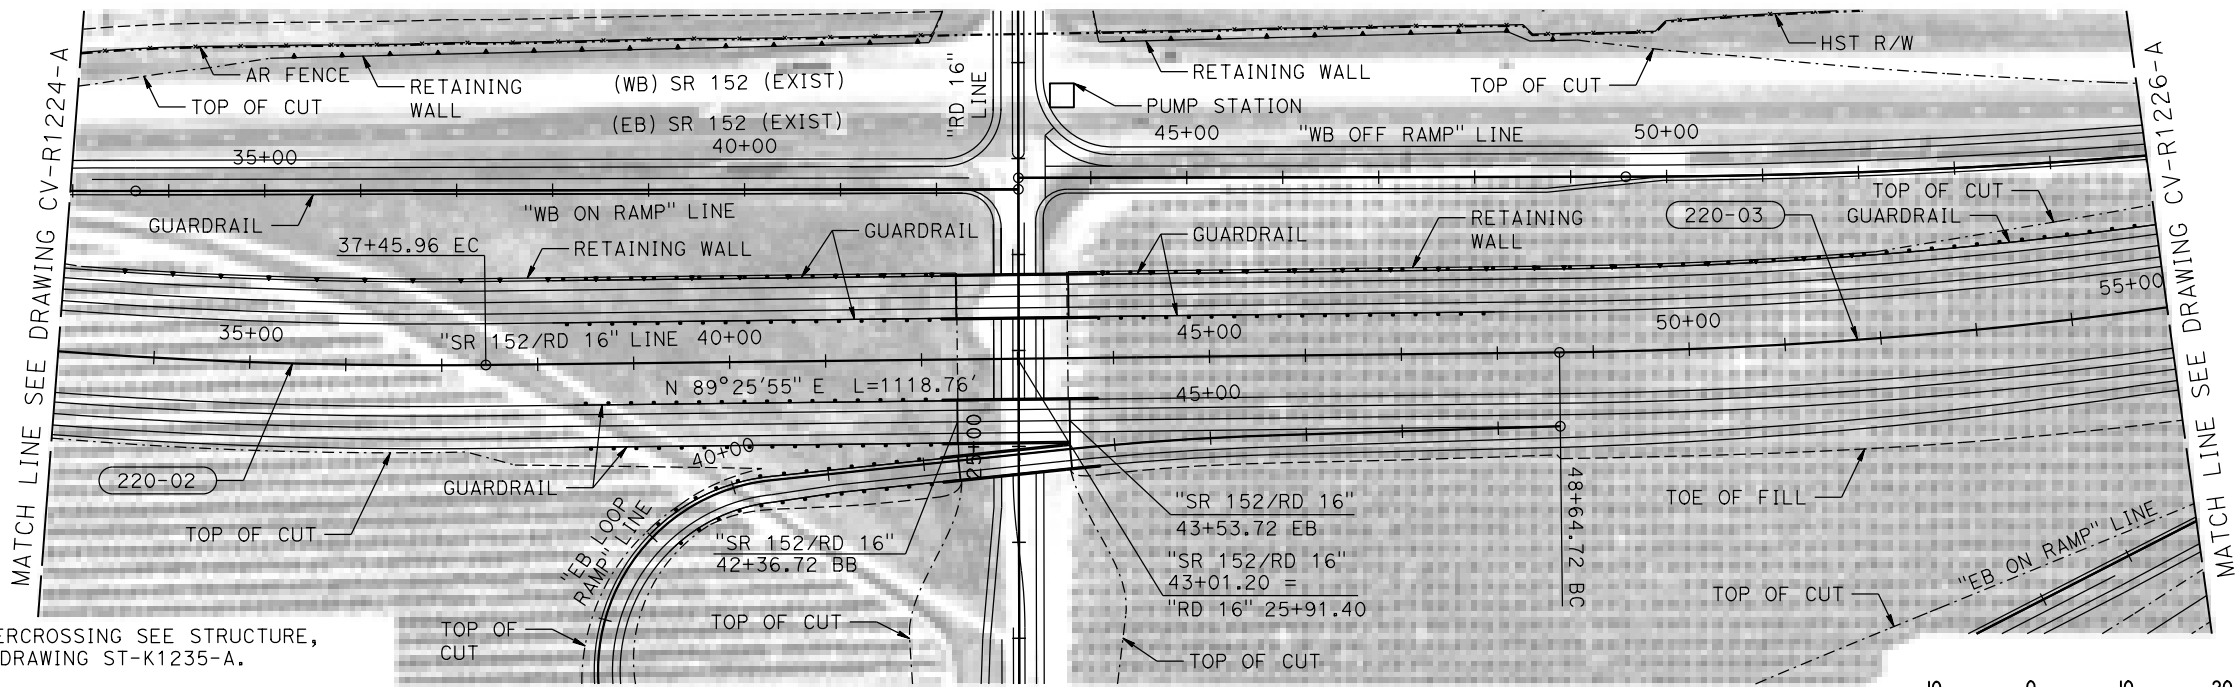 MATCH LINE SEE DRAWING CV-R1224-A
AR FENCE
TOP OF CUT
RETAINING
WALL
(WB) SR 152 (EXIST)
(EB) SR 152 (EXIST)
"RD 16"
LINE
RETAINING WALL
PUMP STATION
TOP OF CUT
HST R/W
MATCH LINE SEE DRAWING CV-R1226-A
35+00
40+00
45+00
"WB OFF RAMP" LINE
50+00
GUARDRAIL
"WB ON RAMP" LINE
37+45.96 EC
RETAINING WALL
GUARDRAIL
GUARDRAIL
RETAINING
WALL
220-03
TOP OF CUT
GUARDRAIL
35+00
"SR 152/RD 16" LINE
40+00
45+00
50+00
55+00
N 89°25'55" E L=1118.76'
45+00
220-02
TOP OF CUT
GUARDRAIL
40+00
25+00
"EB LOOP
RAMP" LINE
"SR 152/RD 16"
42+36.72 BB
"SR 152/RD 16"
43+53.72 EB
"SR 152/RD 16"
43+01.20 =
"RD 16" 25+91.40
48+64.72 BC
TOE OF FILL
"EB ON RAMP" LINE
TOP OF CUT
TOP OF
CUT
TOP OF CUT
TOP OF CUT
ERCROSSING SEE STRUCTURE,
DRAWING ST-K1235-A.